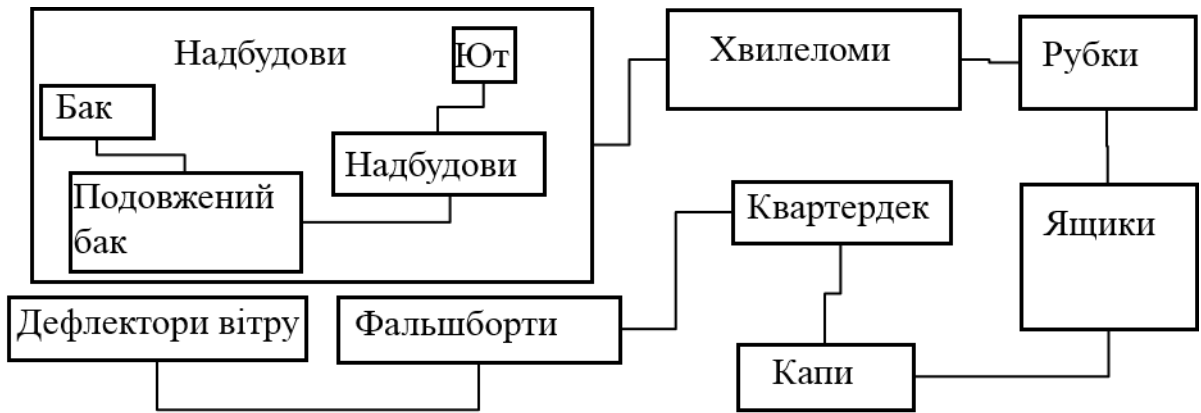 Надбудови
Ют
Бак
Надбудови
Подовжений
бак
Хвилеломи
Рубки
Квартердек
Ящики
Дефлектори вітру
Фальшборти
Капи